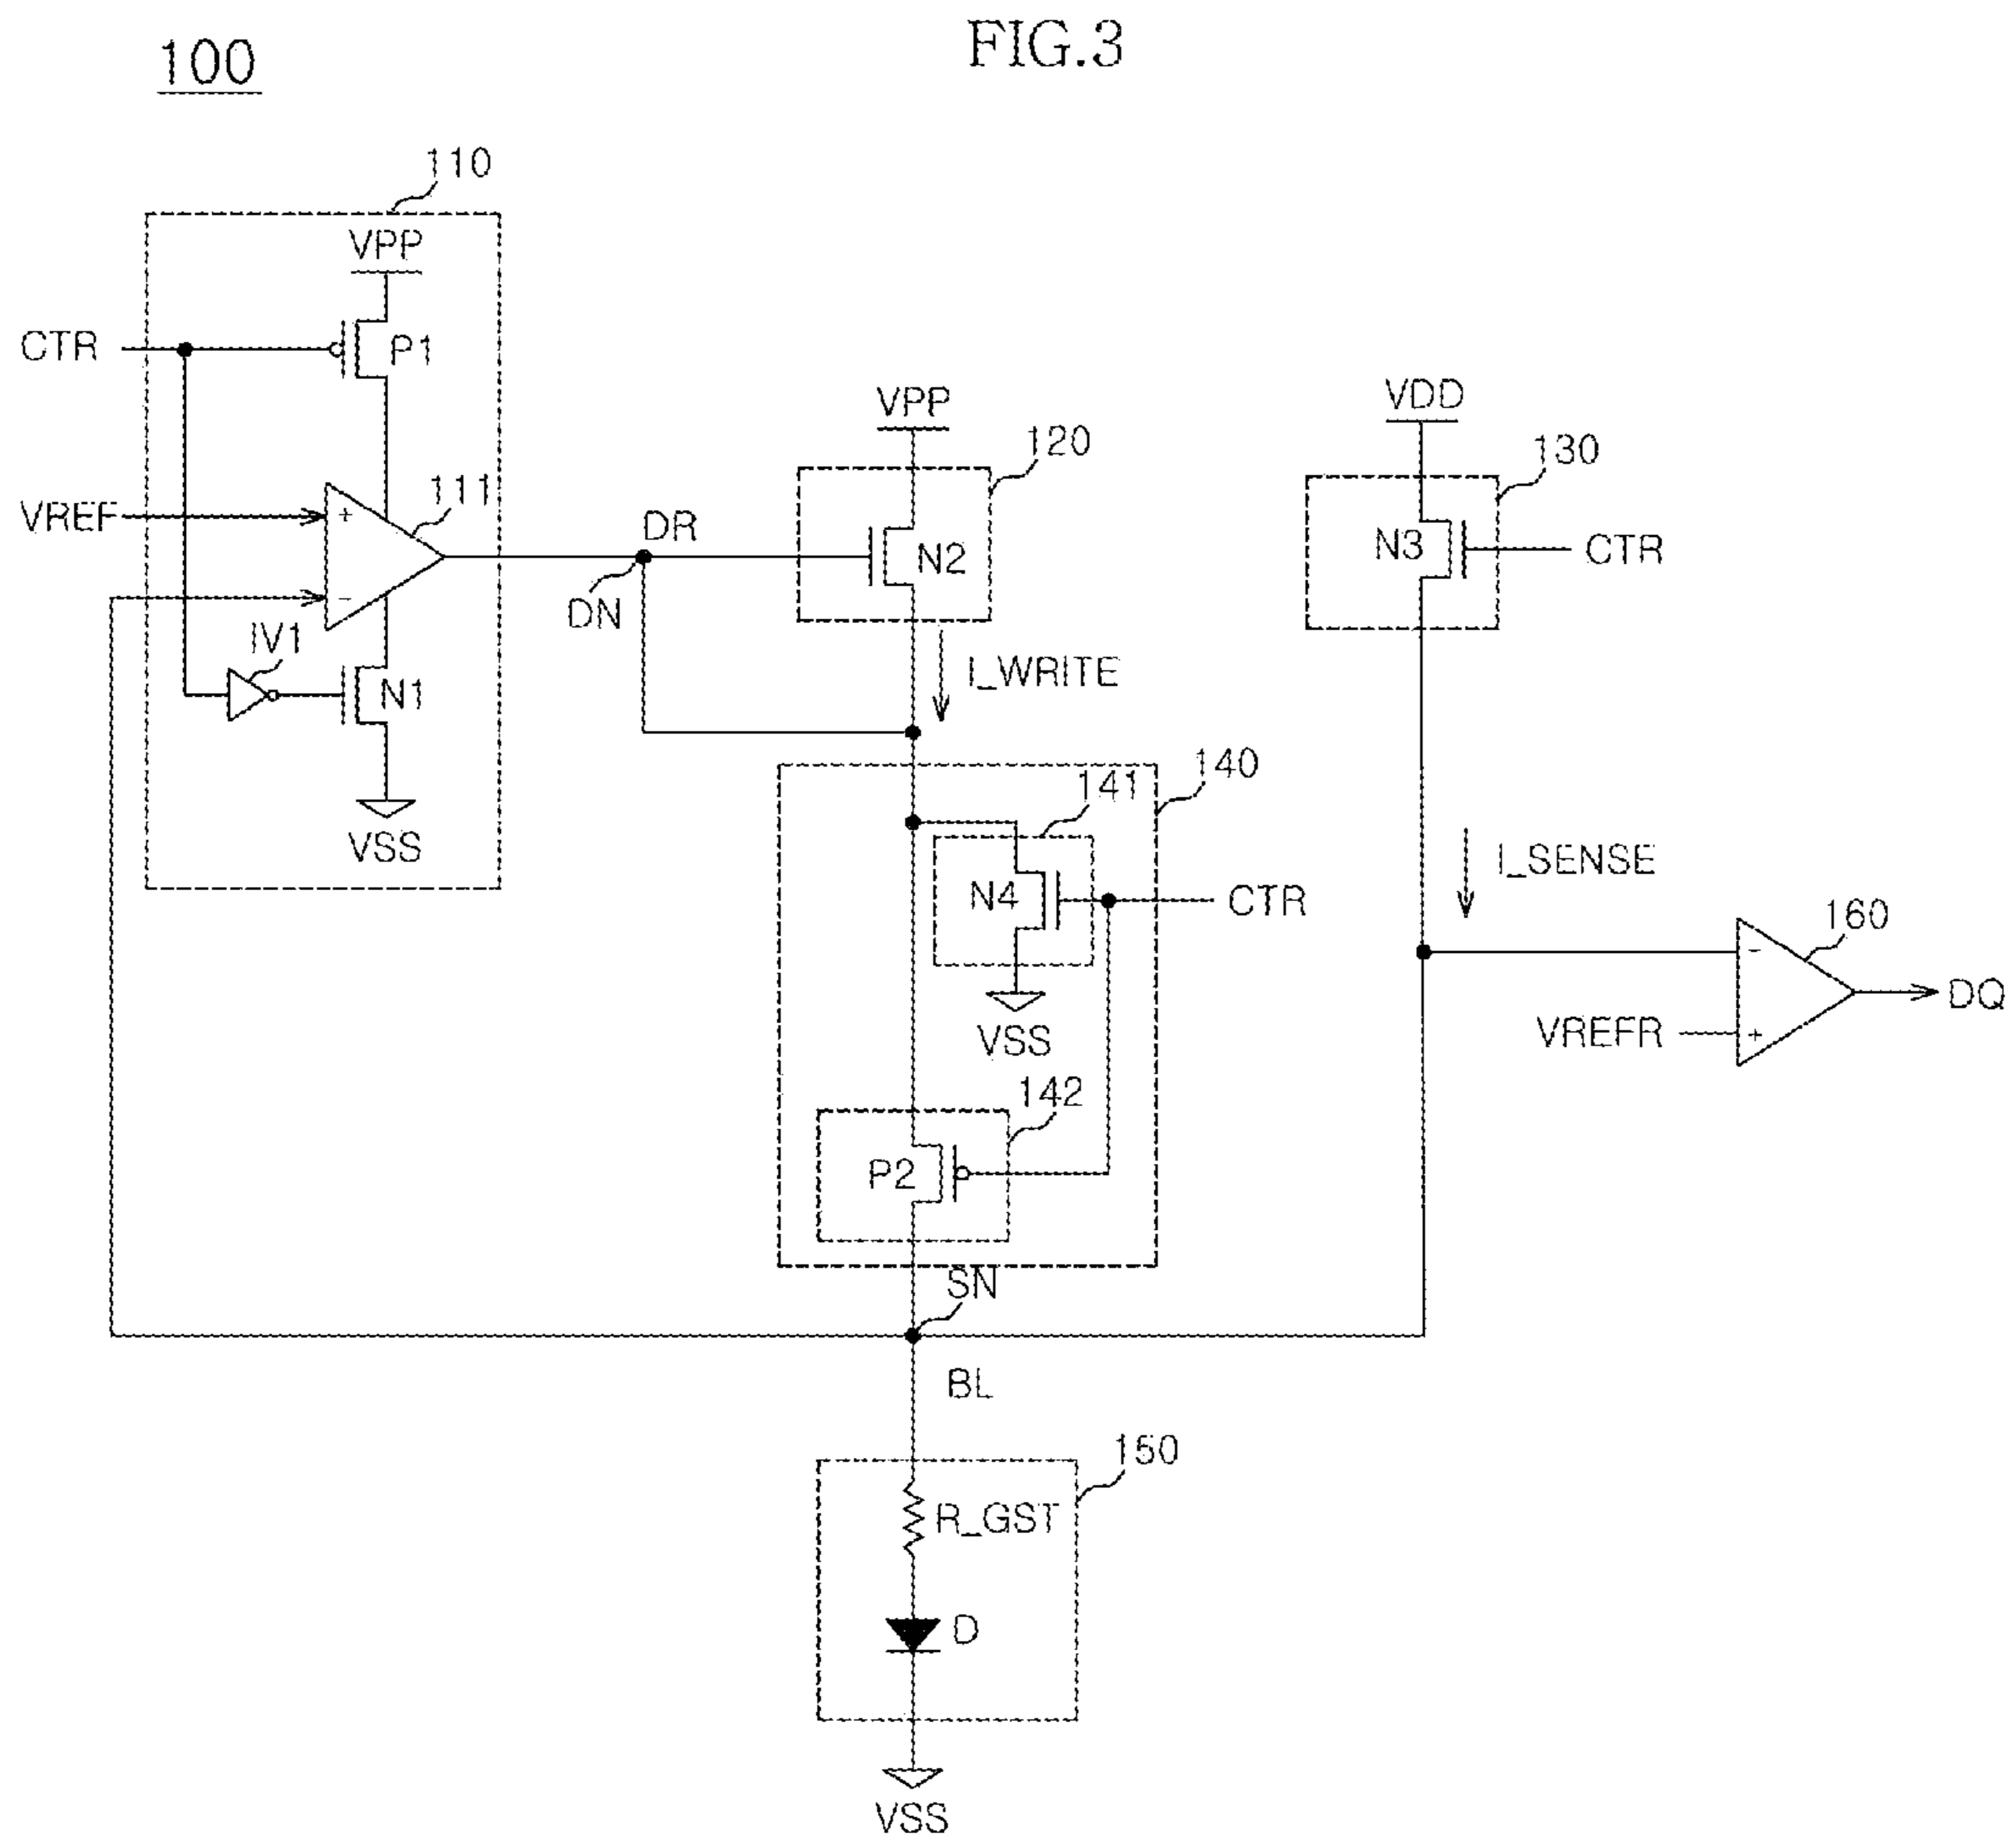 FIG.3
100
110
VPP
CTR
P1
VREF
+
111
-
IV1
N1
VSS
DR
DN
VPP
120
N2
I_WRITE
VDD
130
N3
CTR
140
141
N4
CTR
VSS
142
P2
I_SENSE
160
-
VREFR
+
DQ
SN
BL
150
R_GST
D
VSS